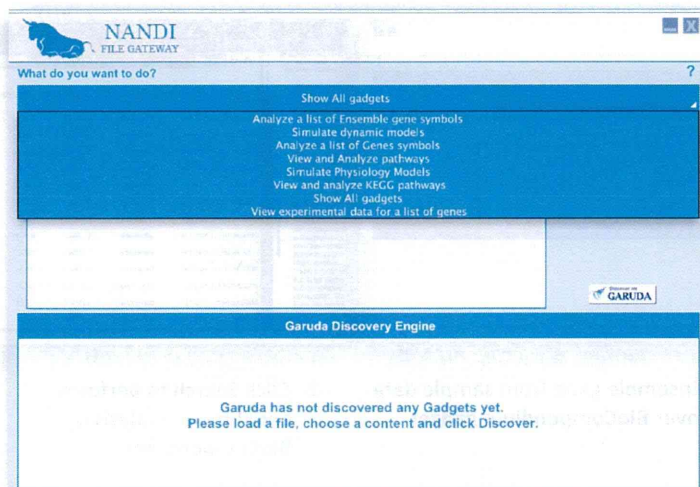 NANDI
FILE GATEWAY
What do you want to do?
?
Show All gadgets
Analyze a list of Ensemble gene symbols
Simulate dynamic models
Analyze a list of Genes symbols
View and Analyze pathways
Simulate Physiology Models
View and analyze KEGG pathways
Show All gadgets
View experimental data for a list of genes
GARUDA
Garuda Discovery Engine
Garuda has not discovered any Gadgets yet.
Please load a file, choose a content and click Discover.